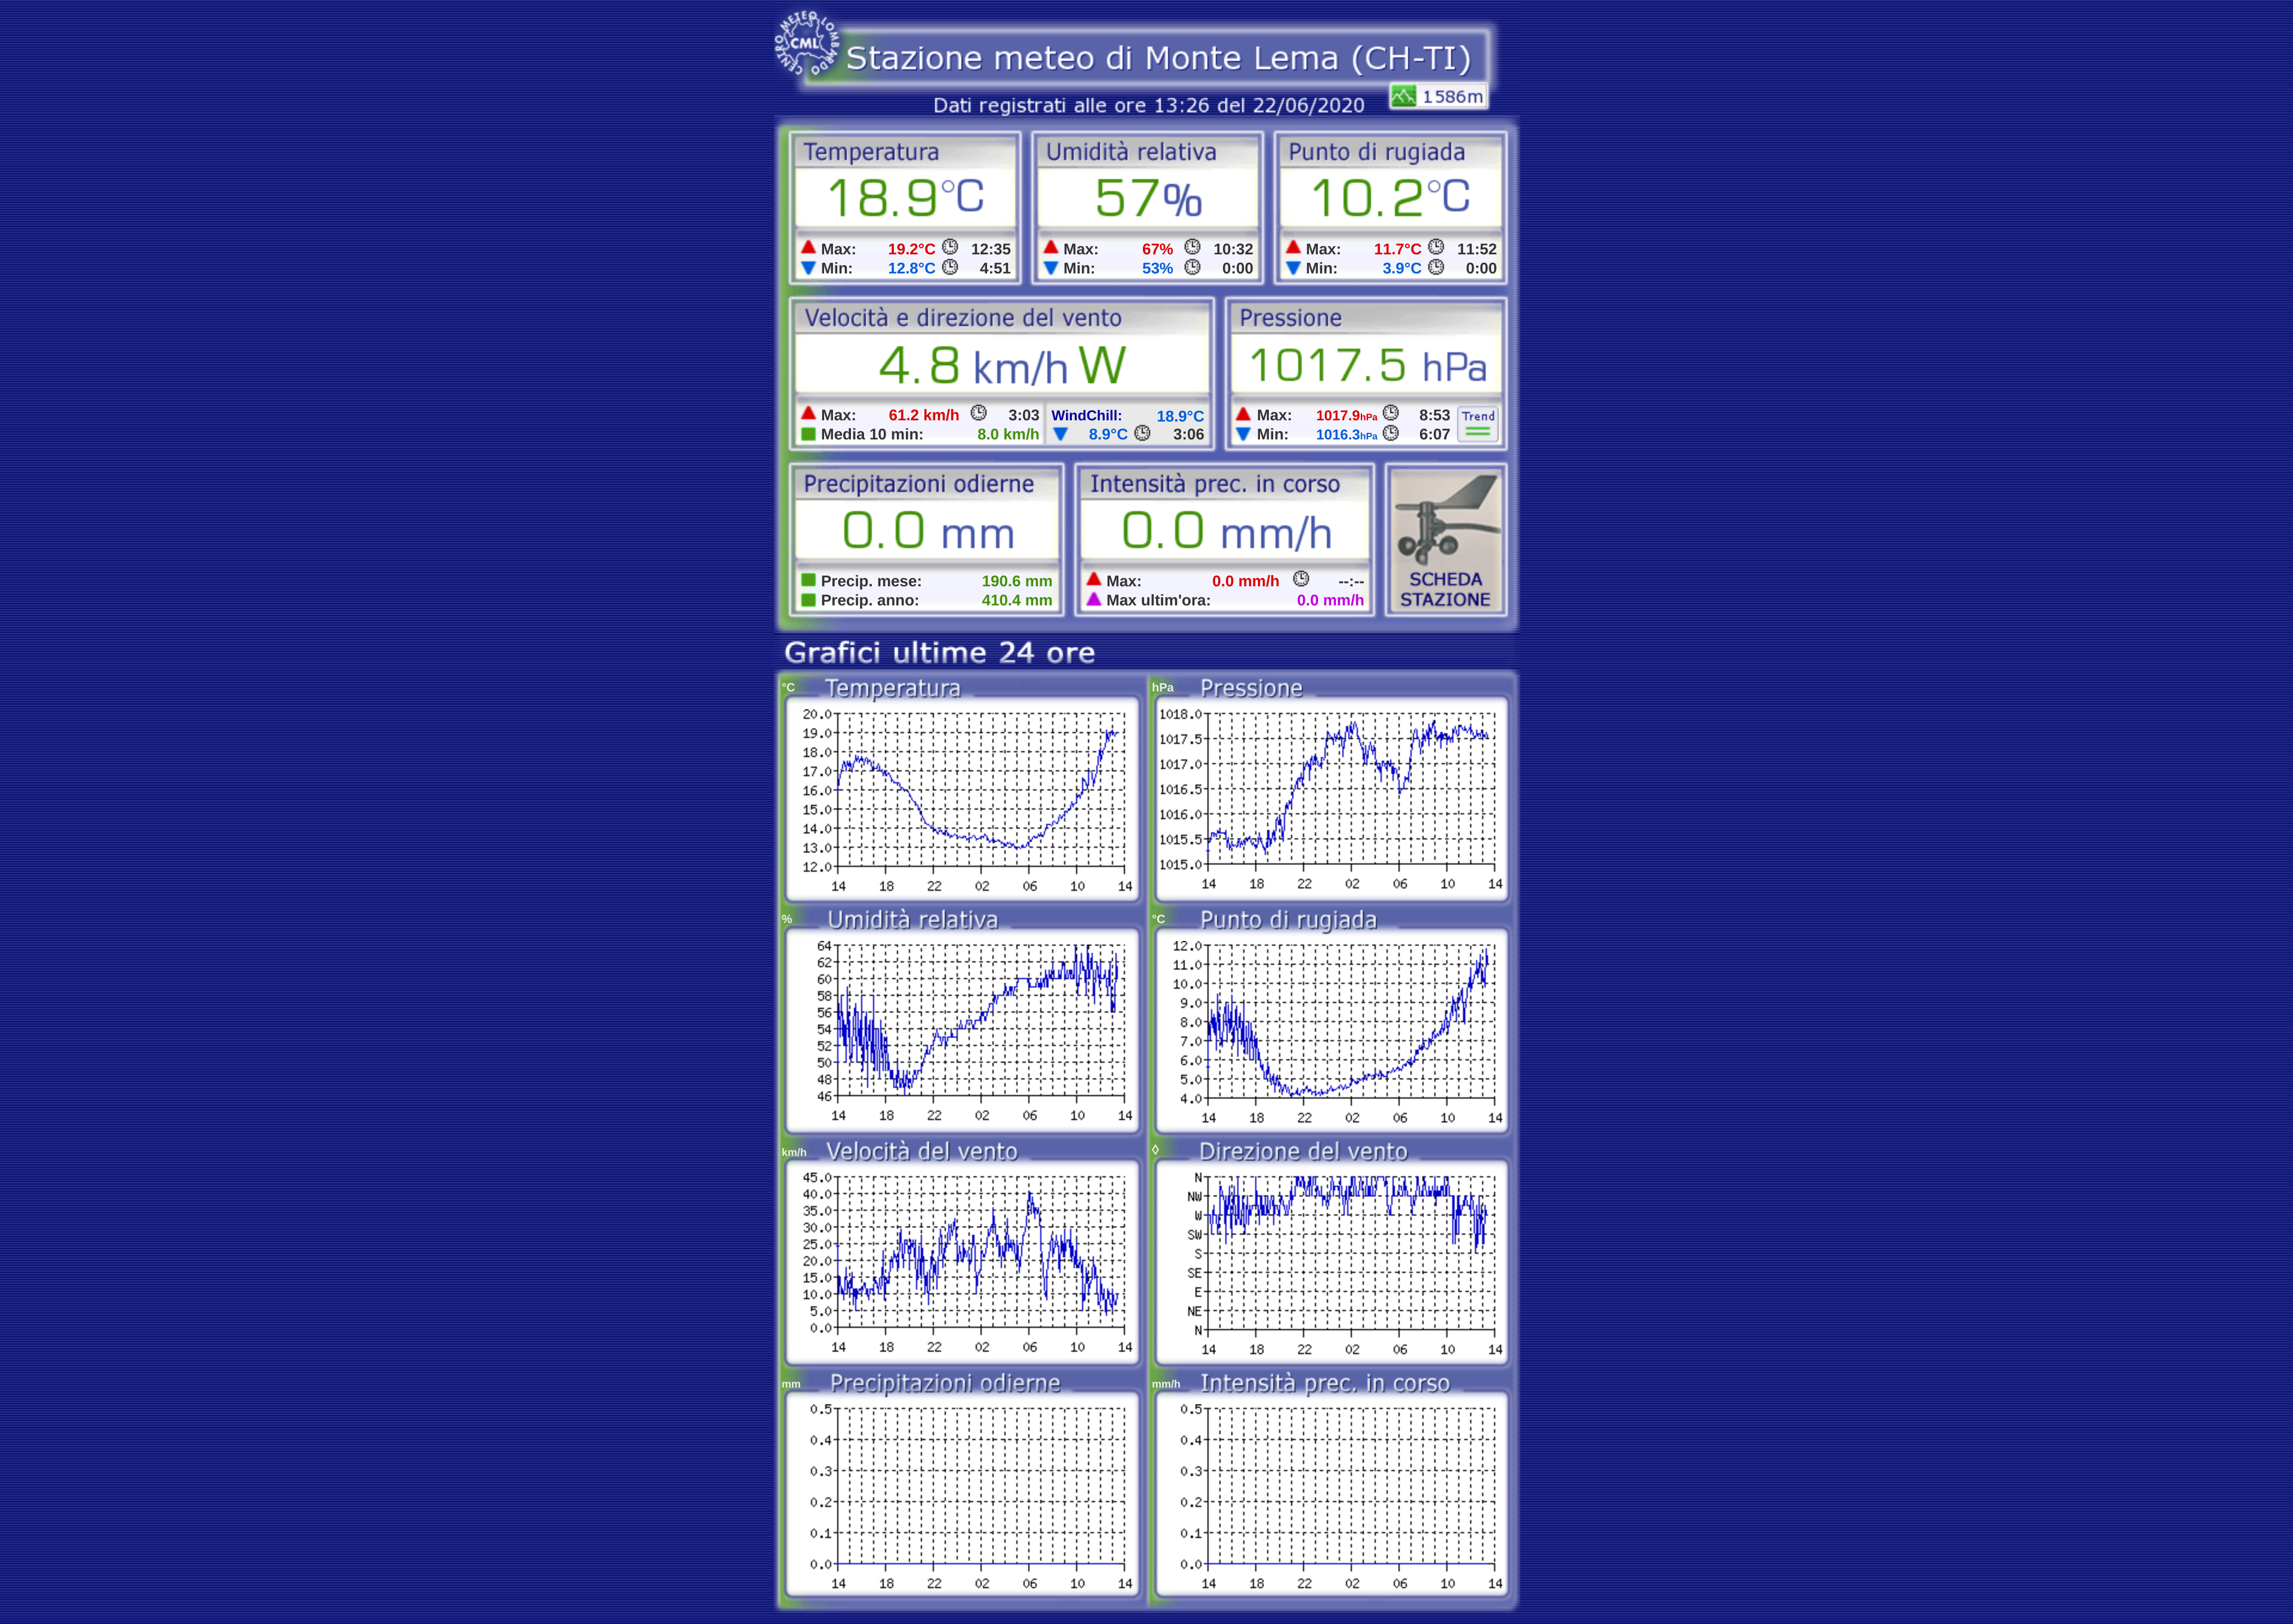 CENTRO METEO LOMBARDO
CML
Stazione meteo di Monte Lema (CH-TI)
Dati registrati alle ore 13:26 del 22/06/2020
1586m
Temperatura
18.9°C
Max: 19.2°C 12:35
Min: 12.8°C 4:51
Umidità relativa
57%
Max: 67% 10:32
Min: 53% 0:00
Punto di rugiada
10.2°C
Max: 11.7°C 11:52
Min: 3.9°C 0:00
Velocità e direzione del vento
4.8 km/h W
Max: 61.2 km/h 3:03
Media 10 min: 8.0 km/h
WindChill: 18.9°C
8.9°C 3:06
Pressione
1017.5 hPa
Max: 1017.9hPa 8:53
Min: 1016.3hPa 6:07
Trend
Precipitazioni odierne
0.0 mm
Precip. mese: 190.6 mm
Precip. anno: 410.4 mm
Intensità prec. in corso
0.0 mm/h
Max: 0.0 mm/h --:--
Max ultim'ora: 0.0 mm/h
SCHEDA
STAZIONE
Grafici ultime 24 ore
°C Temperatura
20.0
19.0
18.0
17.0
16.0
15.0
14.0
13.0
12.0
14 18 22 02 06 10 14
hPa Pressione
1018.0
1017.5
1017.0
1016.5
1016.0
1015.5
1015.0
14 18 22 02 06 10 14
% Umidità relativa
64
62
60
58
56
54
52
50
48
46
14 18 22 02 06 10 14
°C Punto di rugiada
12.0
11.0
10.0
9.0
8.0
7.0
6.0
5.0
4.0
14 18 22 02 06 10 14
km/h Velocità del vento
45.0
40.0
35.0
30.0
25.0
20.0
15.0
10.0
5.0
0.0
14 18 22 02 06 10 14
◊ Direzione del vento
N
NW
W
SW
S
SE
E
NE
N
14 18 22 02 06 10 14
mm Precipitazioni odierne
0.5
0.4
0.3
0.2
0.1
0.0
14 18 22 02 06 10 14
mm/h Intensità prec. in corso
0.5
0.4
0.3
0.2
0.1
0.0
14 18 22 02 06 10 14